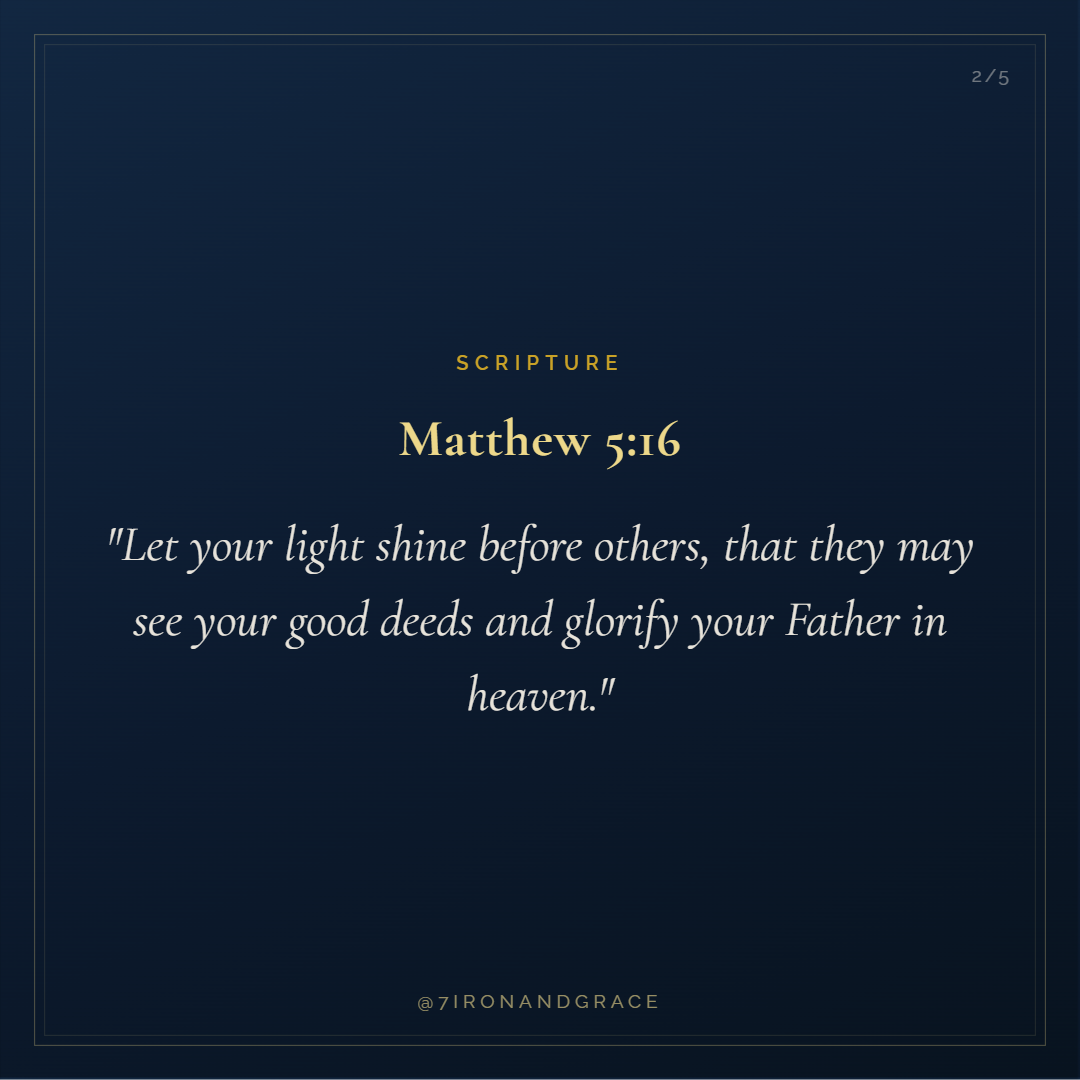 2/5
SCRIPTURE
Matthew 5:16
"Let your light shine before others, that they may
see your good deeds and glorify your Father in
heaven."
@7IRONANDGRACE